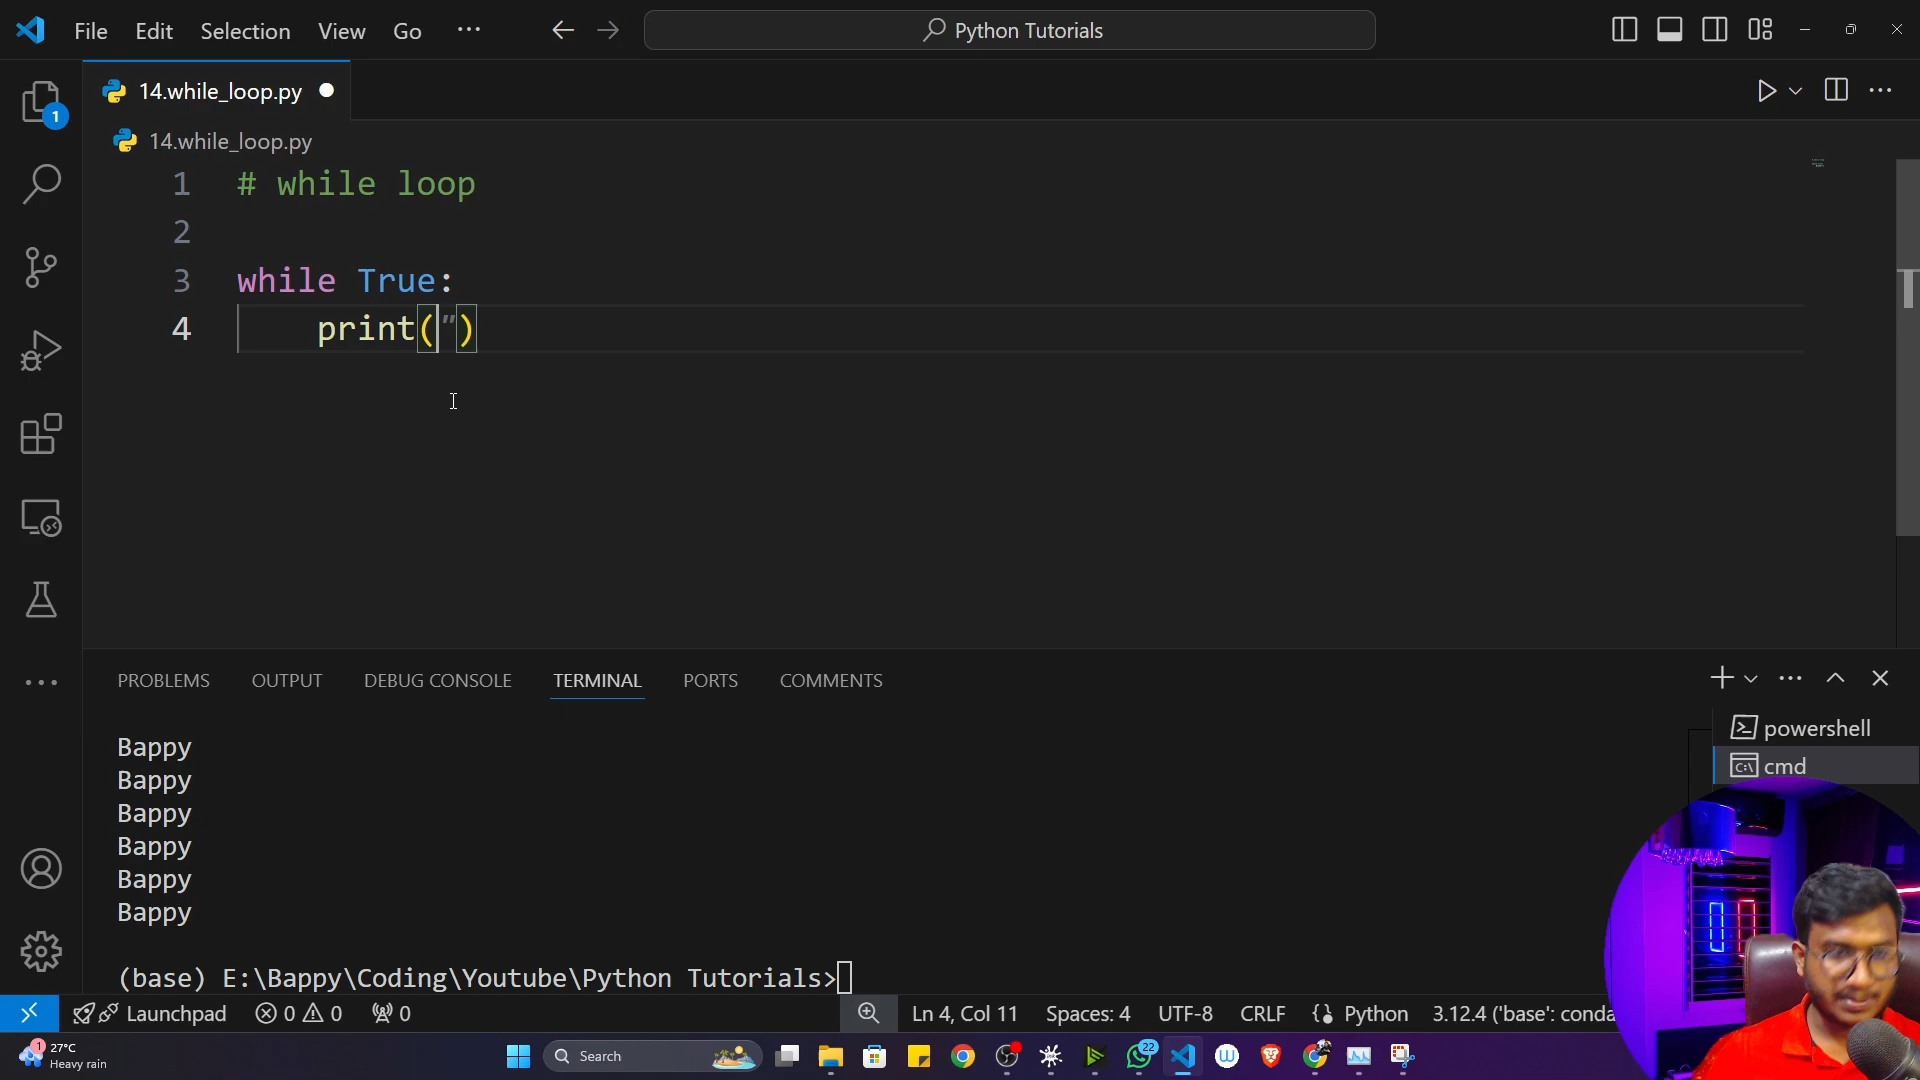 File Edit Selection View Go ··· Python Tutorials
14.while_loop.py
14.while_loop.py
1
1 # while loop
2
3 while True:
4 print(")
PROBLEMS OUTPUT DEBUG CONSOLE TERMINAL PORTS COMMENTS
powershell
cmd
Bappy
Bappy
Bappy
Bappy
Bappy
Bappy
(base) E:\Bappy\Coding\Youtube\Python Tutorials>
Launchpad 0 0 0 Ln 4, Col 11 Spaces: 4 UTF-8 CRLF {} Python 3.12.4 ('base': conda
1 27°C Search 22
Heavy rain